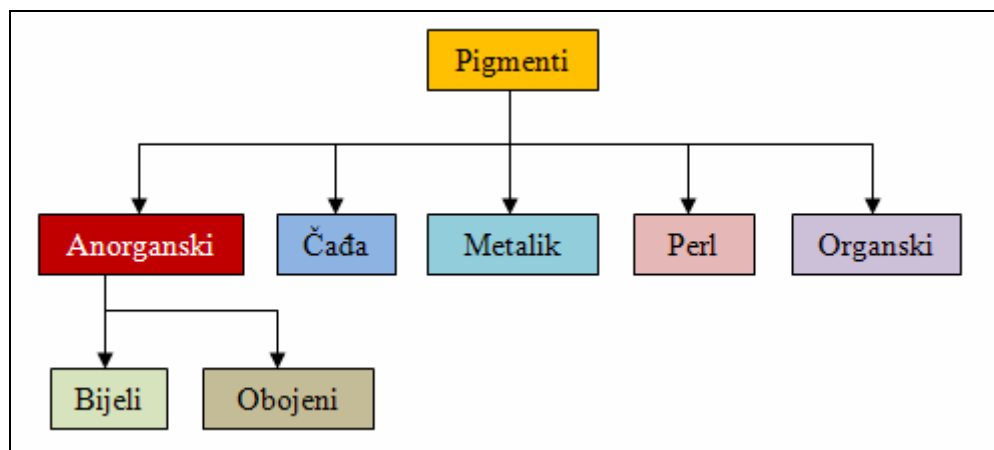 Pigmenti
Anorganski
Čađa
Metalik
Perl
Organski
Bijeli
Obojeni